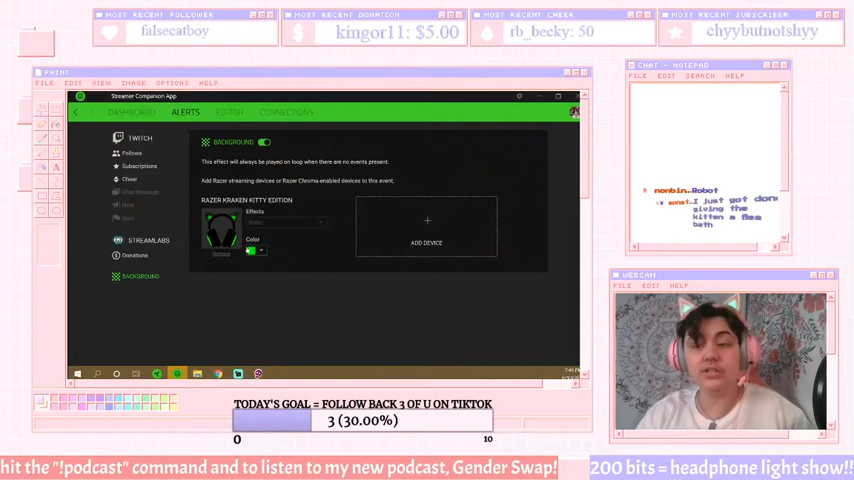 MOST RECENT FOLLOWER
falsecatboy
MOST RECENT DONATION
kingor11: $5.00
MOST RECENT CHEER
rb_becky: 50
MOST RECENT SUBSCRIBER
chyybutnotshyy
PAINT
FILE EDIT VIEW IMAGE OPTIONS HELP
Streamer Companion App
DASHBOARD ALERTS EDITOR CONNECTIONS
TWITCH
Follows
Subscriptions
Cheer
Chat Message
Host
Raid
STREAMLABS
Donations
BACKGROUND
BACKGROUND
This effect will always be played on loop when there are no events present.
Add Razer streaming devices or Razer Chroma-enabled devices to this event.
RAZER KRAKEN KITTY EDITION
Effects
Color
Remove
ADD DEVICE
7:49 PM
CHAT - NOTEPAD
FILE EDIT SEARCH HELP
nonbin..Robot
monst..I just got done
giving the
kitten a flea
bath
WEBCAM
FILE EDIT HELP
TODAY'S GOAL = FOLLOW BACK 3 OF U ON TIKTOK
3 (30.00%)
0 10
hit the "!podcast" command and to listen to my new podcast, Gender Swap!
200 bits = headphone light show!!